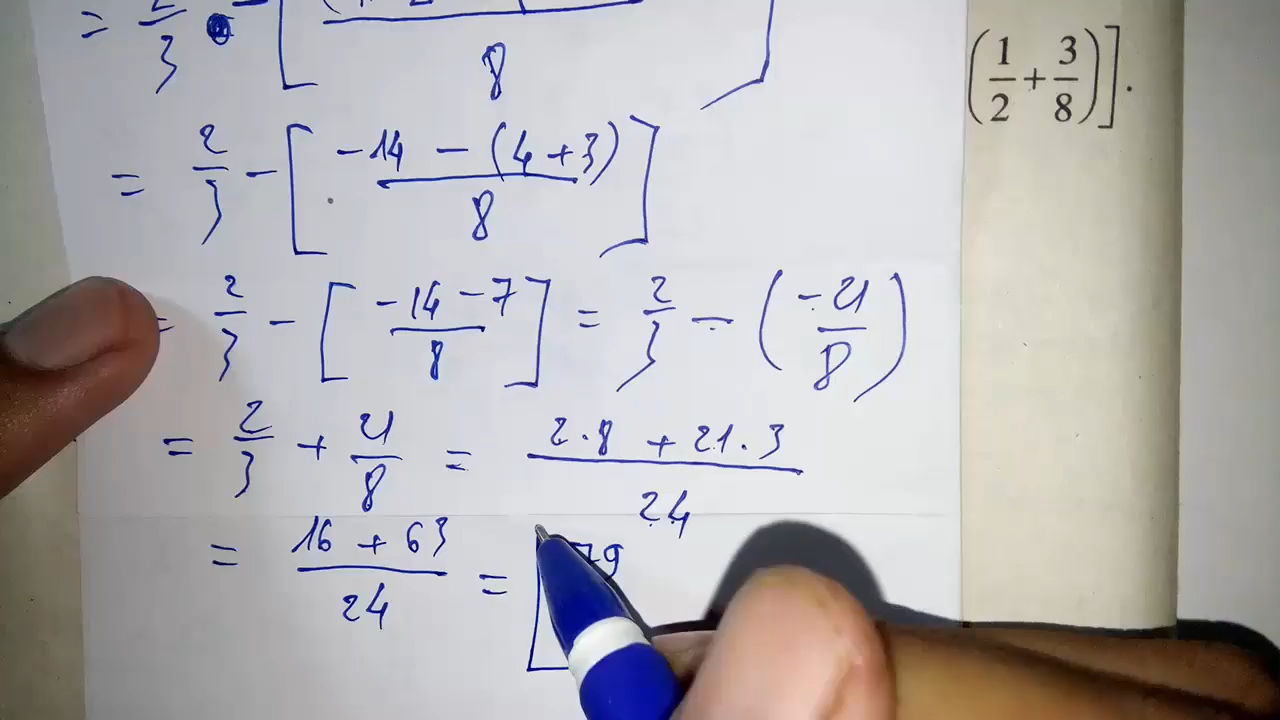 = 2/3 - [ 8 ]
(1/2 + 3/8)].
= 2/3 - [ -14 - (4+3) / 8 ]
= 2/3 - [ -14 - 7 / 8 ] = 2/3 - ( -21/8 )
= 2/3 + 21/8 = 2.8 + 21.3 / 24
= 16 + 63 / 24 = 79